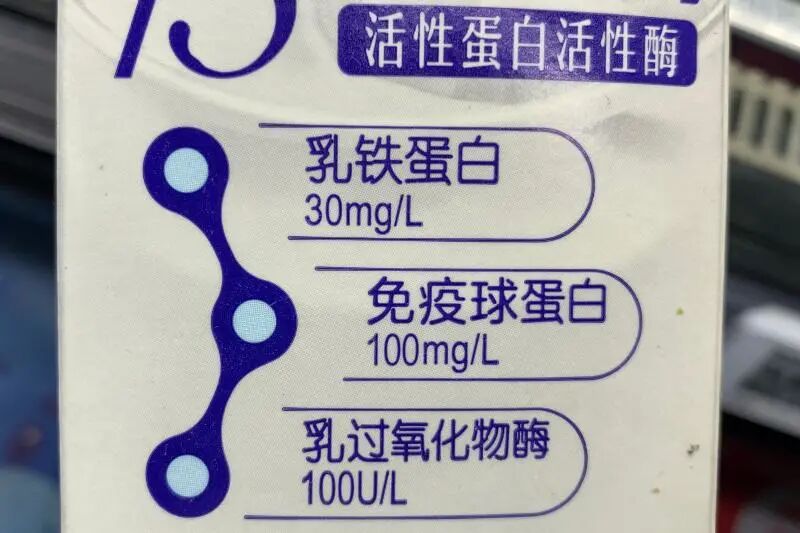 75
活性蛋白活性酶
乳铁蛋白
30mg/L
免疫球蛋白
100mg/L
乳过氧化物酶
100U/L